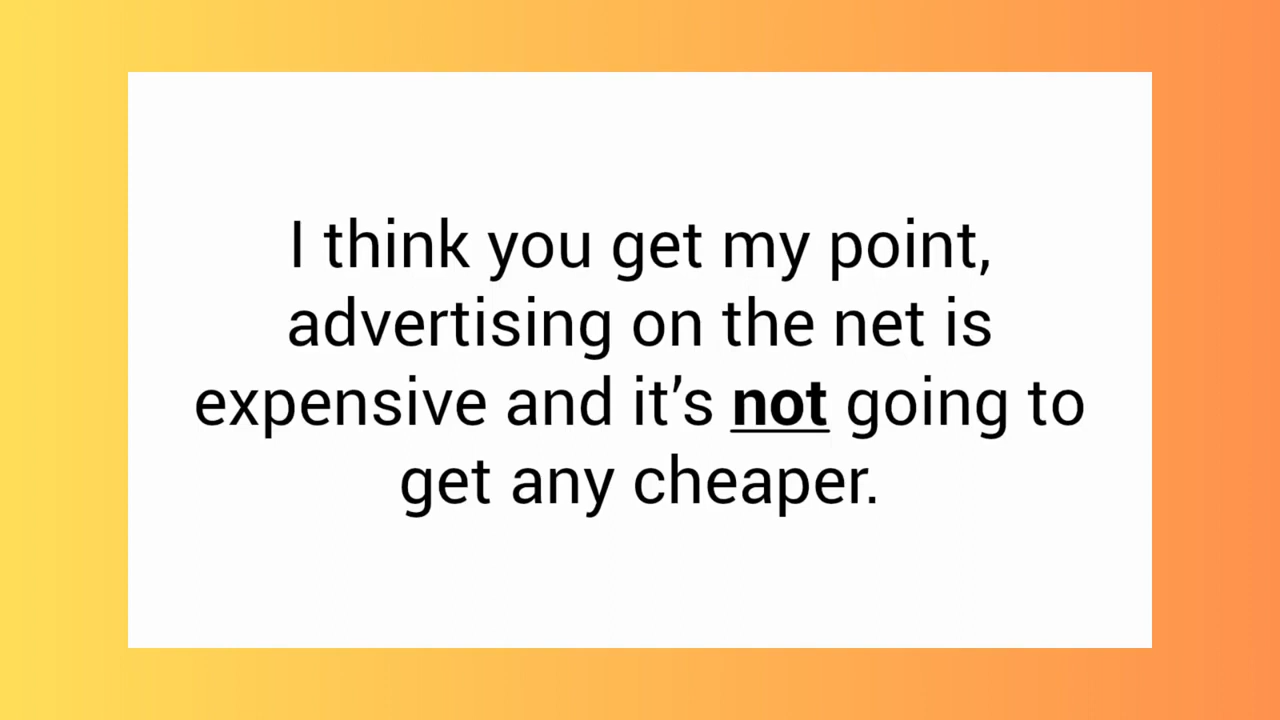 I think you get my point,
advertising on the net is
expensive and it’s not going to
get any cheaper.